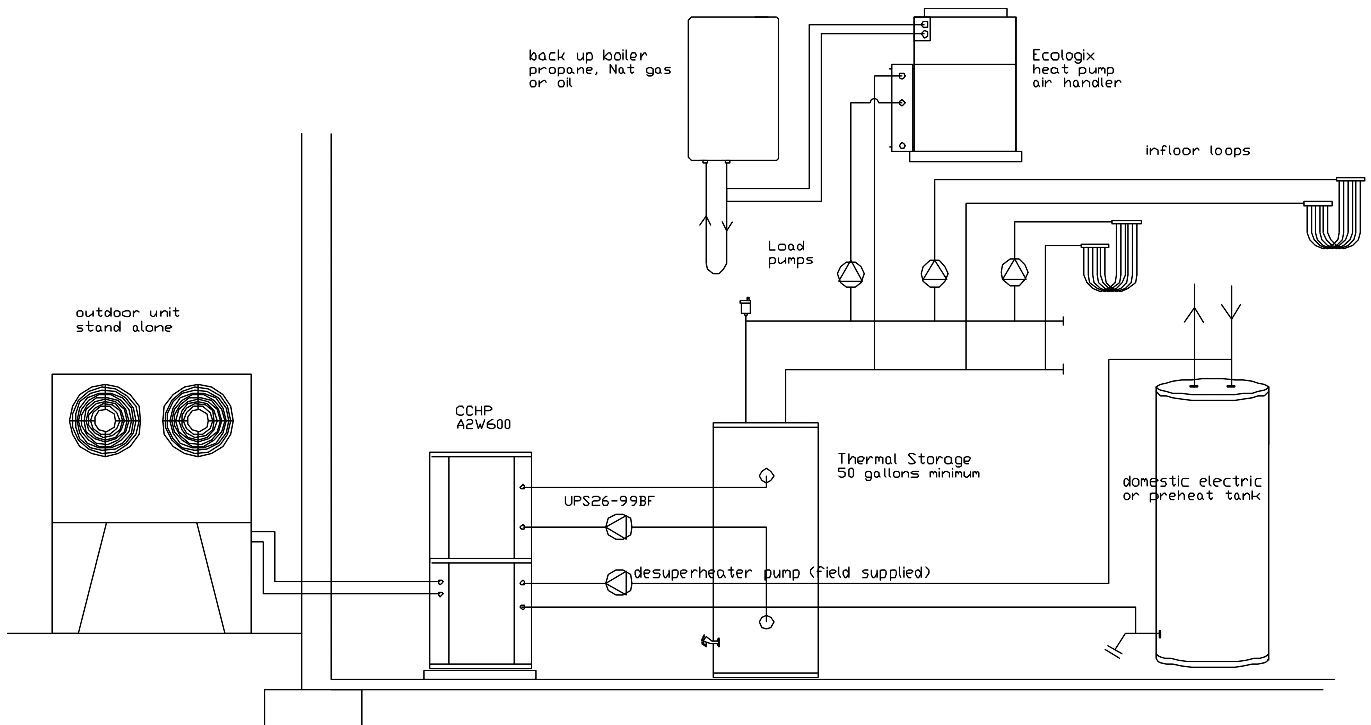 back up boiler
propane, Nat gas
or oil
Ecologix
heat pump
air handler
infloor loops
Load
pumps
outdoor unit
stand alone
CCHP
A2W600
Thermal Storage
50 gallons minimum
domestic electric
or preheat tank
UPS26-99BF
desuperheater pump (field supplied)